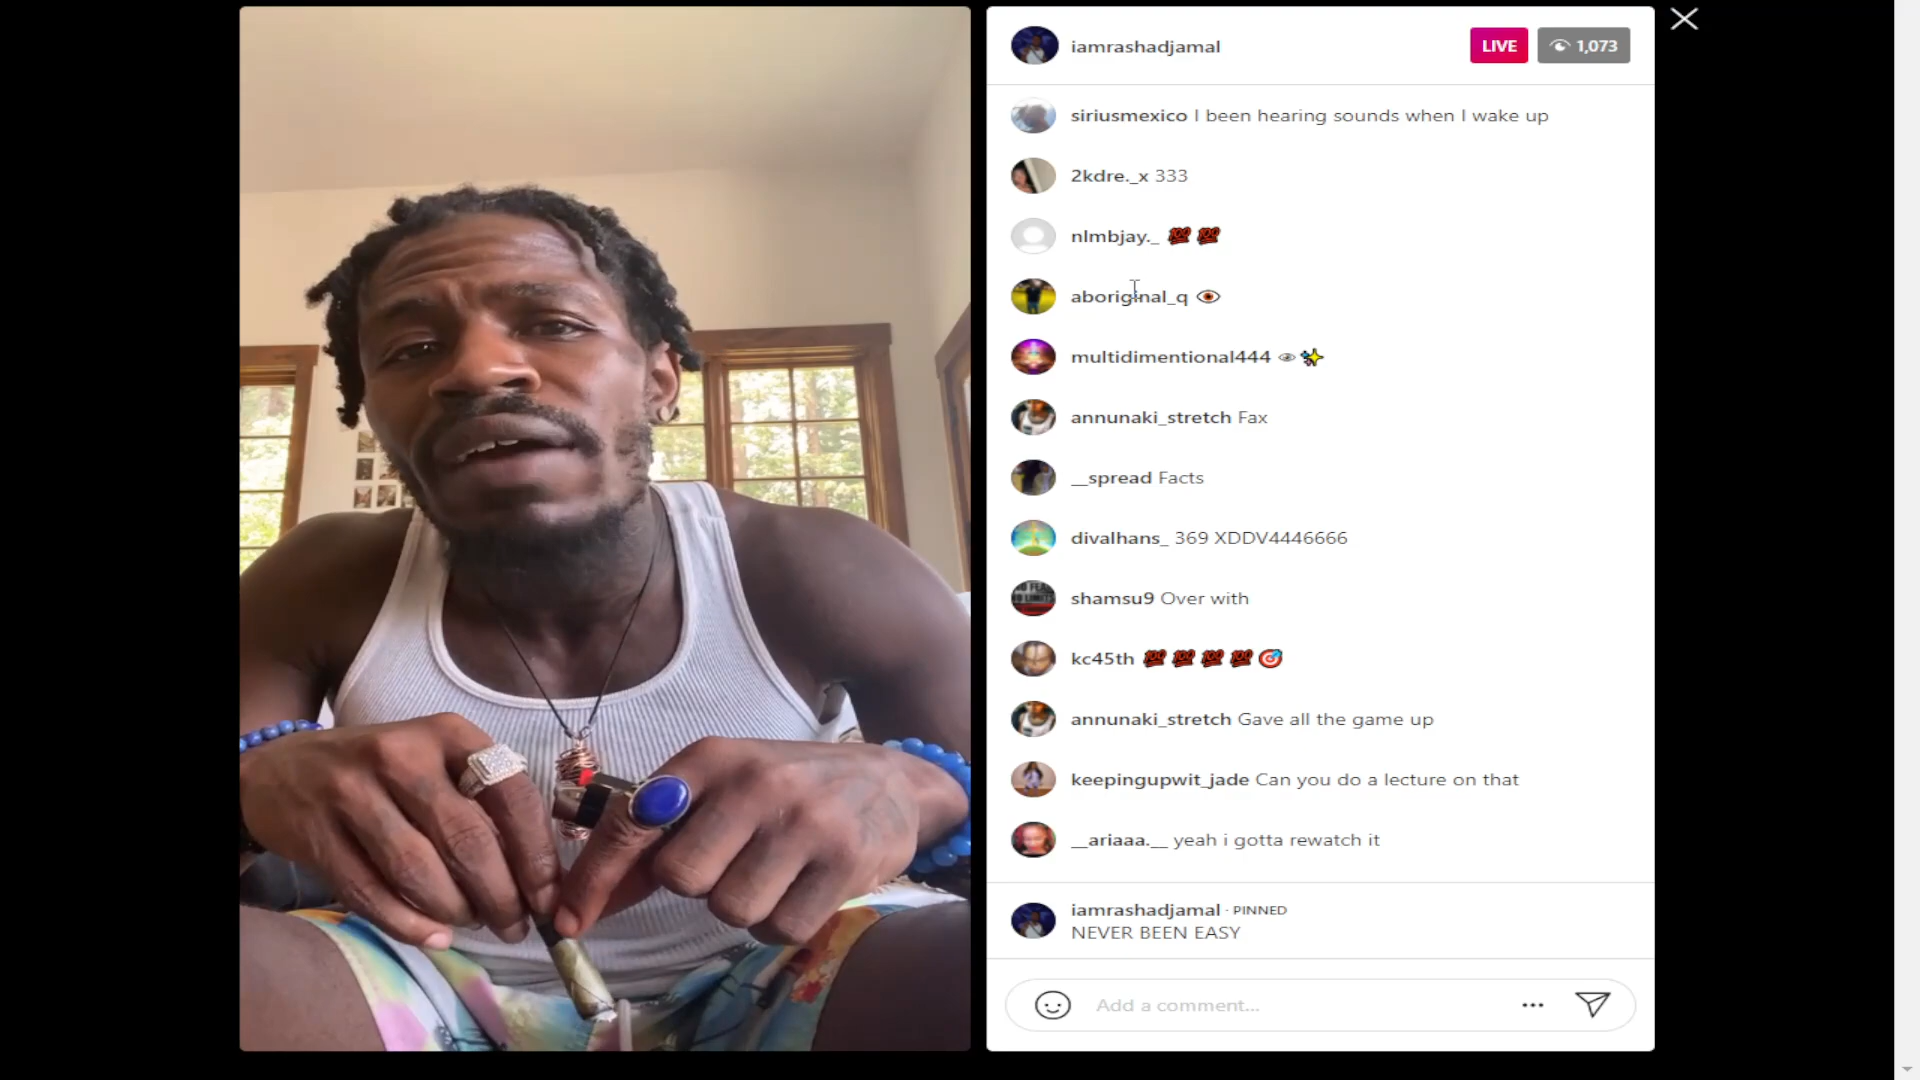 iamrashadjamal
LIVE
1,073
siriusmexico I been hearing sounds when I wake up
2kdre._x 333
nlmbjay._ 💯 💯
aboriginal_q 👁
multidimentional444 👁✨
annunaki_stretch Fax
__spread Facts
divalhans_ 369 XDDV4446666
shamsu9 Over with
kc45th 💯 💯 💯 💯 🎯
annunaki_stretch Gave all the game up
keepingupwit_jade Can you do a lecture on that
__ariaaa.__ yeah i gotta rewatch it
iamrashadjamal · PINNED
NEVER BEEN EASY
Add a comment...